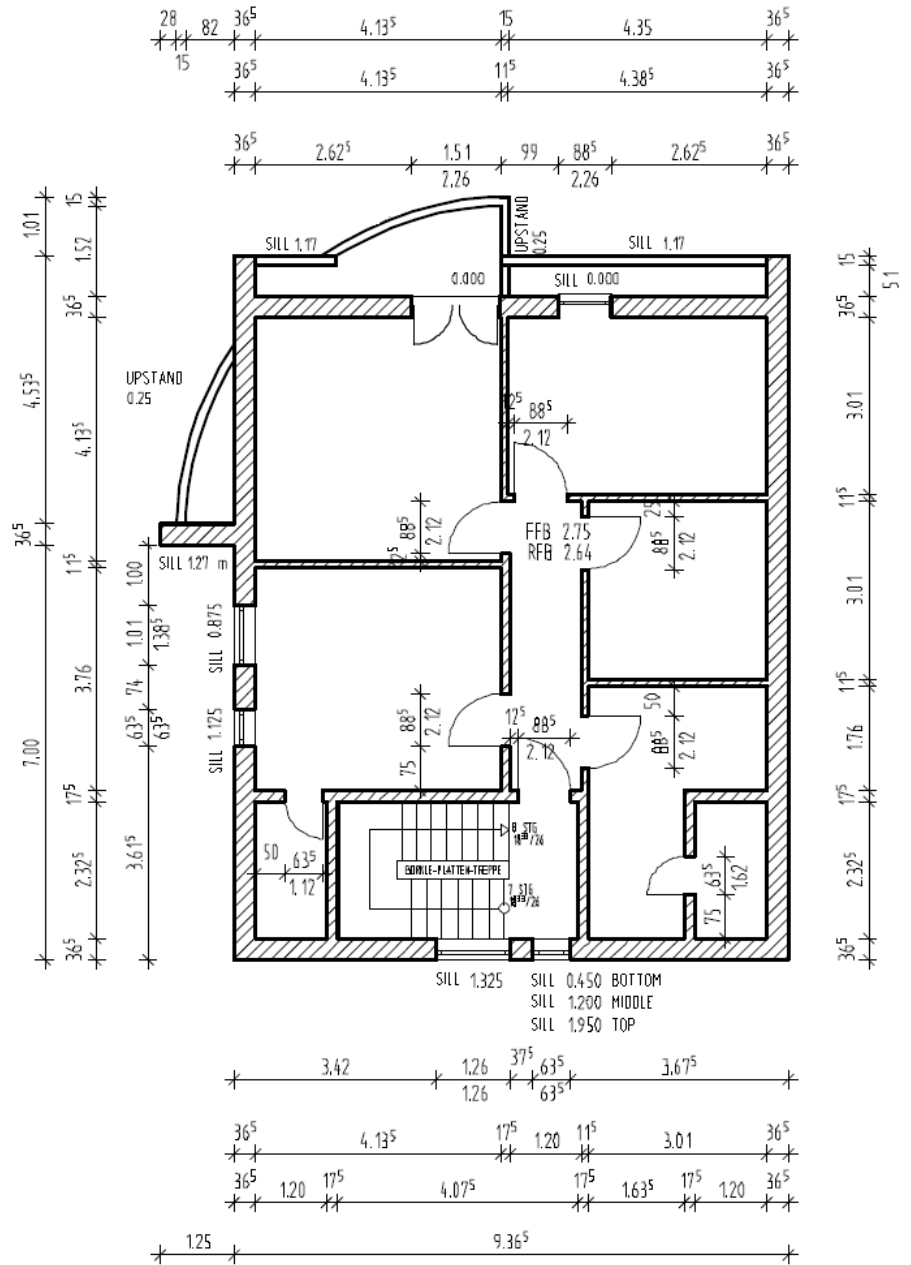 28 82 36⁵ 4.13⁵ 15 4.35 36⁵
15
36⁵ 4.13⁵ 11⁵ 4.38⁵ 36⁵
36⁵ 2.62⁵ 1.51 99 88⁵ 2.62⁵ 36⁵
2.26 2.26
1.01
15
1.52
36⁵
4.53⁵
4.13⁵
36⁵
11⁵
7.00
3.76
17⁵
2.325
36⁵
1.00
1.01
1.38⁵
74
63⁵
63⁵
3.61⁵
SILL 1.17
UPSTAND
0.25
SILL 1.17
0.000
SILL 0.000
UPSTAND
0.25
SILL 1.27 m
SILL 0.875
SILL 1.125
12⁵ 88⁵
2.12
88⁵
2.12
12⁵
FFB 2.75
RFB 2.64
25
88⁵
2.12
88⁵
2.12
75
12⁵ 88⁵
2.12
50
88⁵
2.12
50 63⁵
1.12
8 STG
BÜRKLE-PLATTEN-TREPPE
7 STG
63⁵
1.62
75
15
51
36⁵
3.01
11⁵
3.01
11⁵
1.76
17⁵
2.325
36⁵
SILL 1.325
SILL 0.450 BOTTOM
SILL 1.200 MIDDLE
SILL 1.950 TOP
3.42 1.26 37⁵ 63⁵ 3.67⁵
1.26 63⁵
36⁵ 4.13⁵ 17⁵ 1.20 11⁵ 3.01 36⁵
36⁵ 1.20 17⁵ 4.07⁵ 17⁵ 1.63⁵ 17⁵ 1.20 36⁵
1.25 9.36⁵